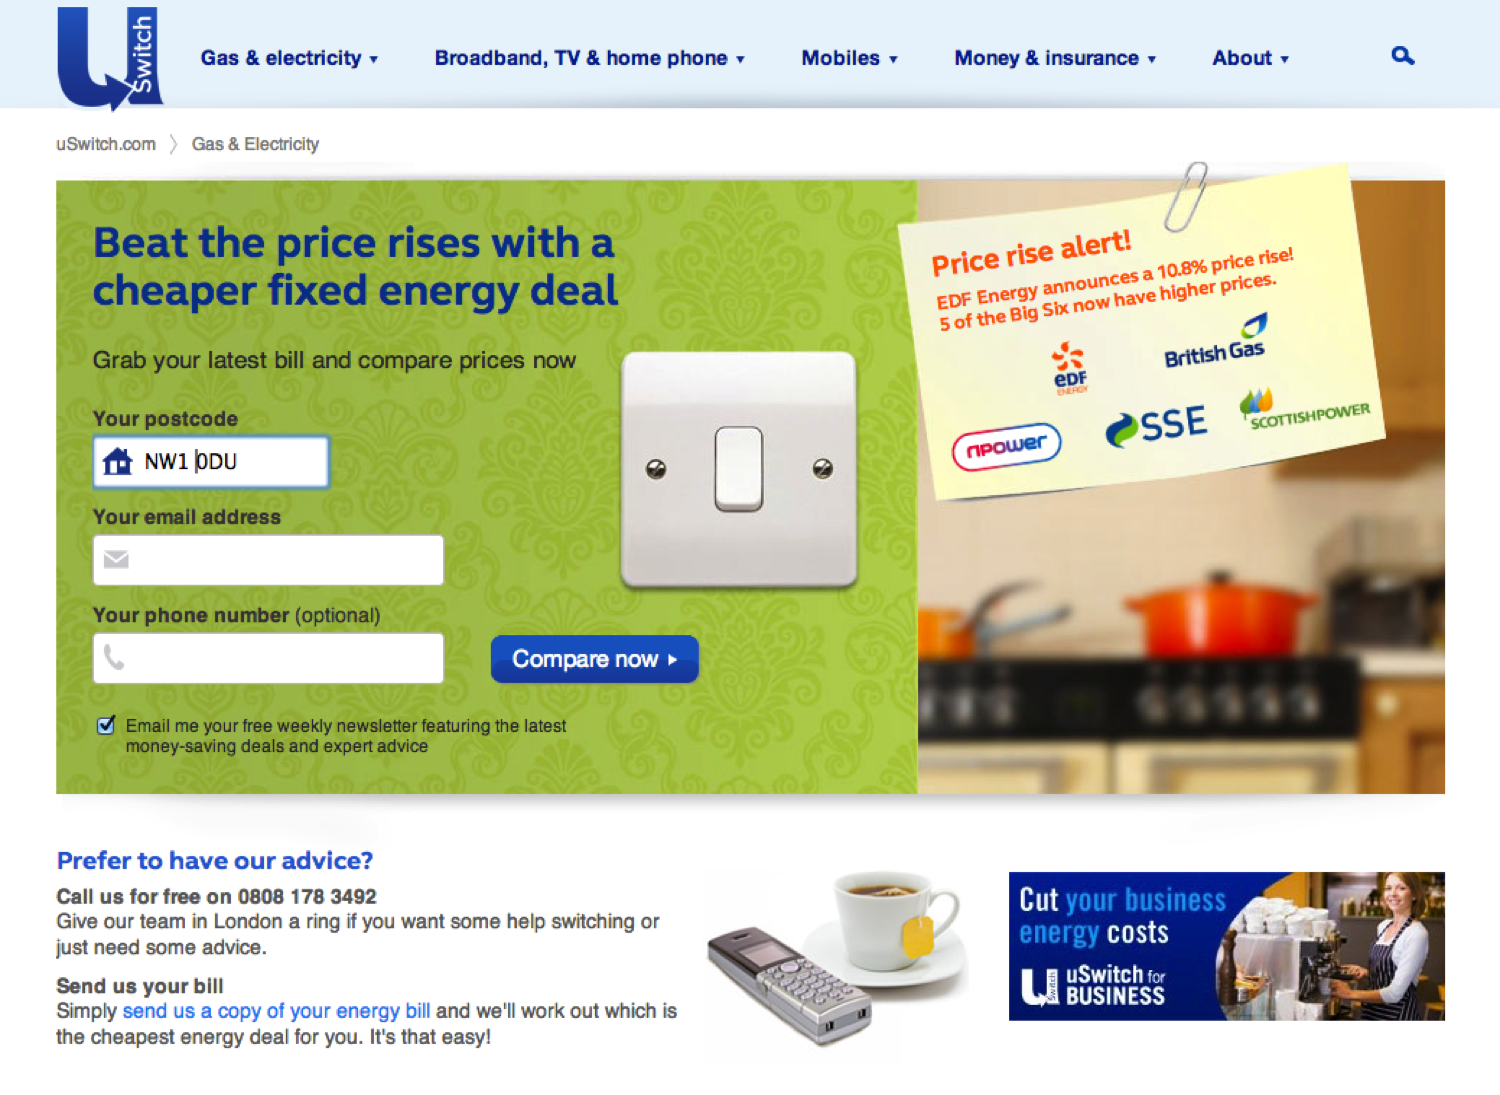 uSwitch
Gas & electricity
Broadband, TV & home phone
Mobiles
Money & insurance
About
uSwitch.com
Gas & Electricity
Beat the price rises with a
cheaper fixed energy deal
Grab your latest bill and compare prices now
Your postcode
NW1 0DU
Your email address
Your phone number (optional)
Compare now
Email me your free weekly newsletter featuring the latest
money-saving deals and expert advice
Price rise alert!
EDF Energy announces a 10.8% price rise!
5 of the Big Six now have higher prices.
eDF
ENERGY
British Gas
npower
SSE
SCOTTISHPOWER
Prefer to have our advice?
Call us for free on 0808 178 3492
Give our team in London a ring if you want some help switching or
just need some advice.
Send us your bill
Simply send us a copy of your energy bill and we'll work out which is
the cheapest energy deal for you. It's that easy!
Cut your business
energy costs
uSwitch
uSwitch for
BUSINESS